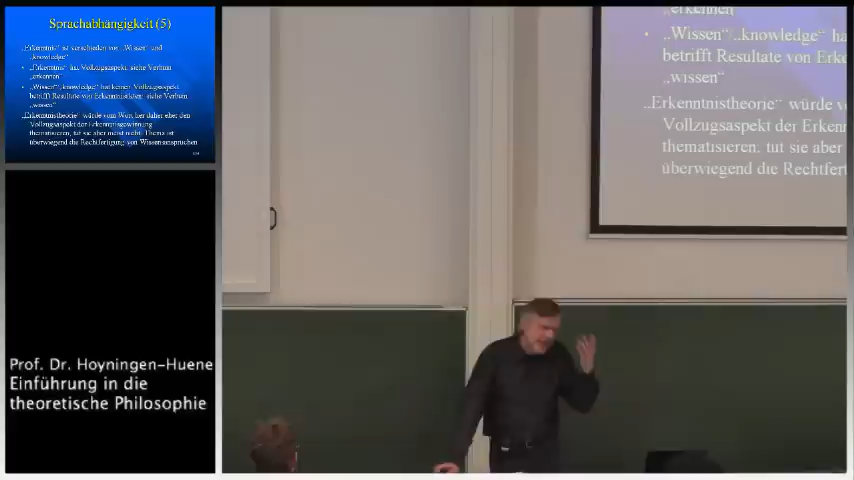 Sprachabhängigkeit (5)
„Erkenntnis“ ist verschieden von „Wissen“ und
„knowledge“
• „Erkenntnis“ hat Vollzugsaspekt, siehe Verbum
„erkennen“
• „Wissen“/„knowledge“ hat keinen Vollzugsaspekt,
betrifft Resultate von Erkenntnisakten; siehe Verbum
„wissen“
„Erkenntnistheorie“ würde vom Wort her daher eher den
Vollzugsaspekt der Erkenntnisgewinnung
thematisieren, tut sie aber meist nicht. Thema ist
überwiegend die Rechtfertigung von Wissensansprüchen
Prof. Dr. Hoyningen-Huene
Einführung in die
theoretische Philosophie
„erkennen“
• „Wissen“/„knowledge“ ha
betrifft Resultate von Erke
„wissen“
„Erkenntnistheorie“ würde v
Vollzugsaspekt der Erken
thematisieren, tut sie aber
überwiegend die Rechtfert